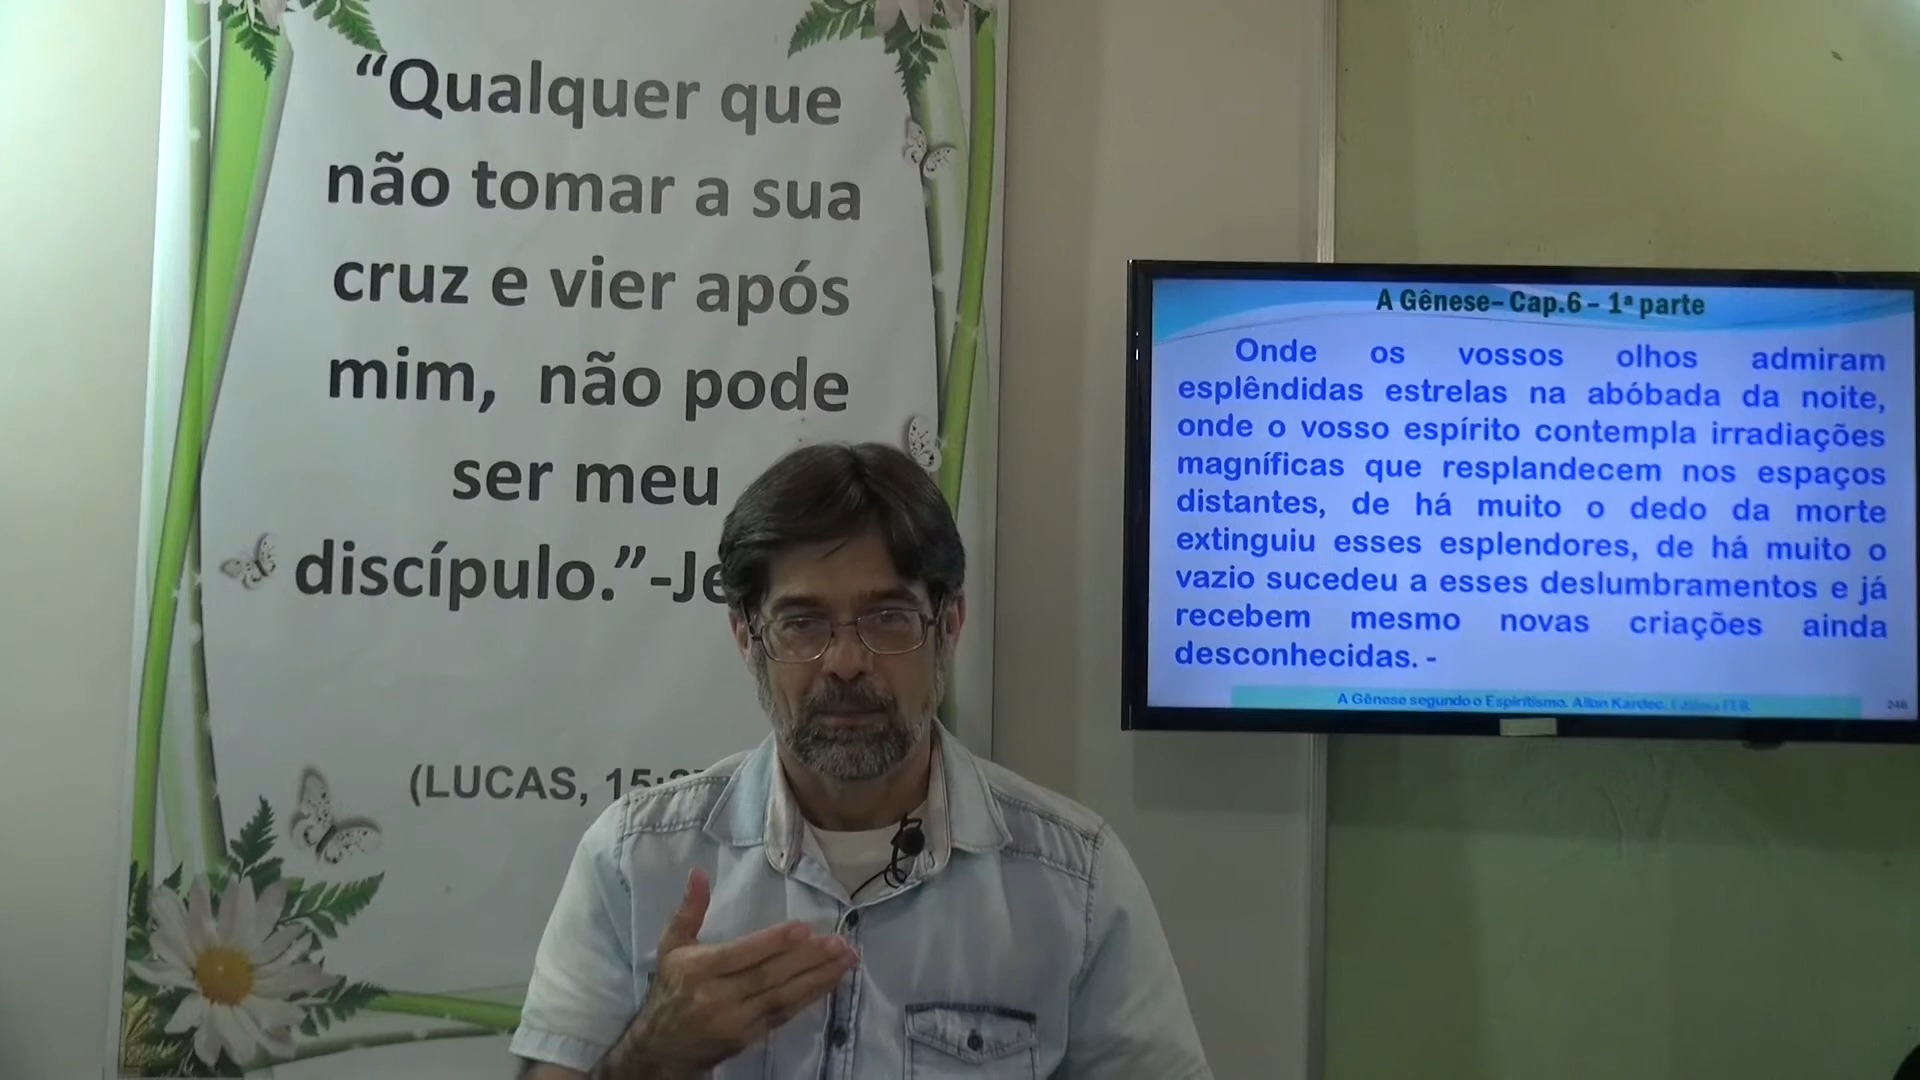 “Qualquer que
não tomar a sua
cruz e vier após
mim, não pode
ser meu
discípulo.”-Je
(LUCAS, 15:
A Gênese– Cap.6 – 1ª parte
Onde os vossos olhos admiram
esplêndidas estrelas na abóbada da noite,
onde o vosso espírito contempla irradiações
magníficas que resplandecem nos espaços
distantes, de há muito o dedo da morte
extinguiu esses esplendores, de há muito o
vazio sucedeu a esses deslumbramentos e já
recebem mesmo novas criações ainda
desconhecidas. -
A Gênese segundo o Espiritismo. Allan Kardec. Editora FEB.
246